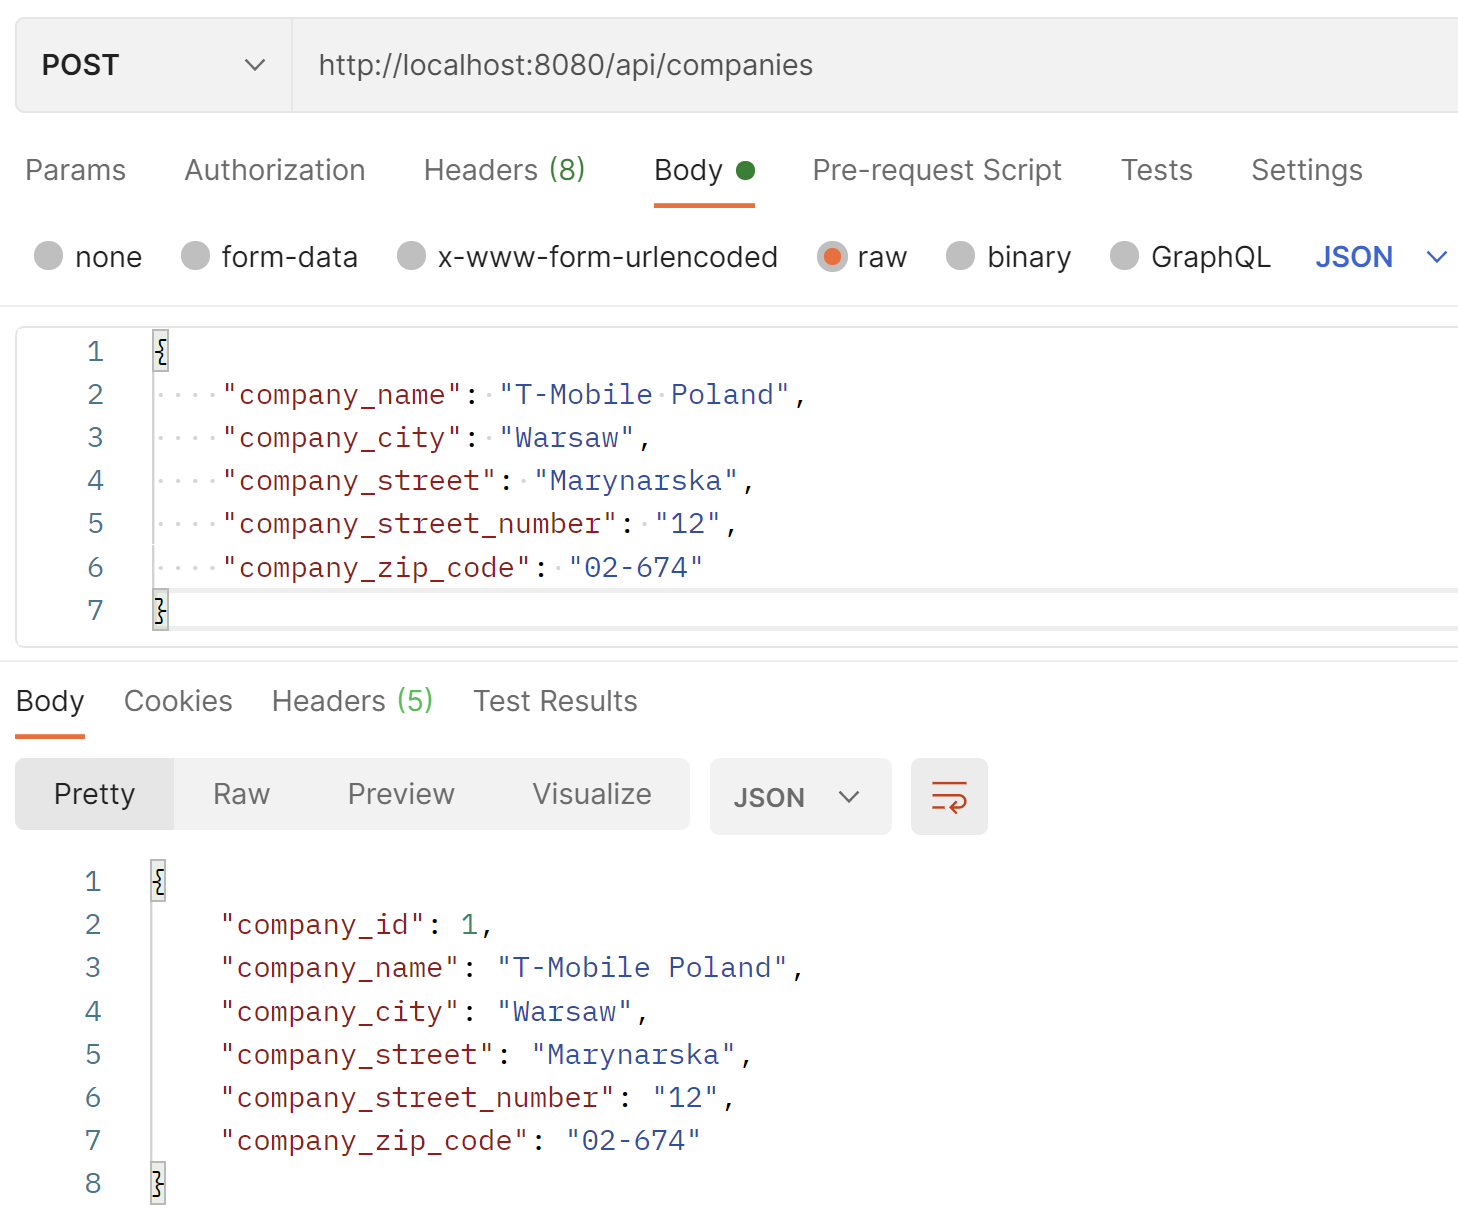 POST http://localhost:8080/api/companies
Params Authorization Headers (8) Body Pre-request Script Tests Settings
none form-data x-www-form-urlencoded raw binary GraphQL JSON
1 {
2 ····"company_name":·"T-Mobile·Poland",
3 ····"company_city":·"Warsaw",
4 ····"company_street":·"Marynarska",
5 ····"company_street_number":·"12",
6 ····"company_zip_code":·"02-674"
7 }
Body Cookies Headers (5) Test Results
Pretty Raw Preview Visualize JSON
1 {
2     "company_id": 1,
3     "company_name": "T-Mobile Poland",
4     "company_city": "Warsaw",
5     "company_street": "Marynarska",
6     "company_street_number": "12",
7     "company_zip_code": "02-674"
8 }